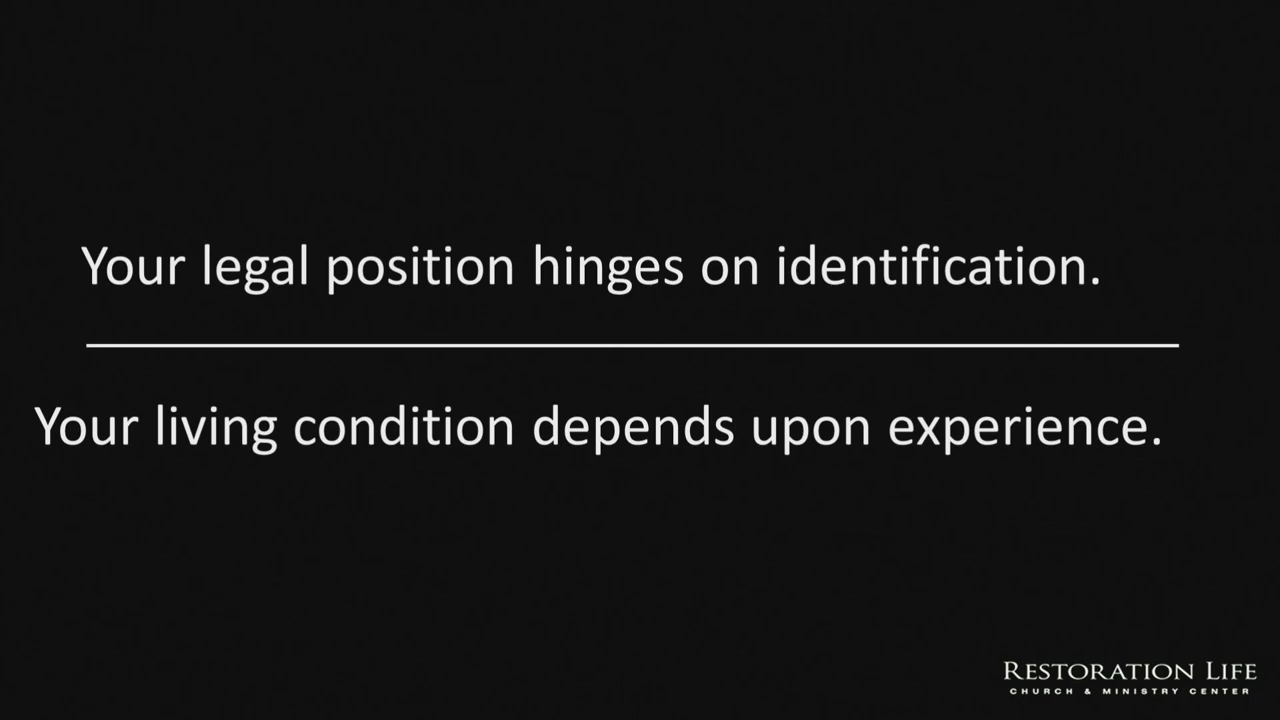 Your legal position hinges on identification.
Your living condition depends upon experience.
RESTORATION LIFE
CHURCH & MINISTRY CENTER